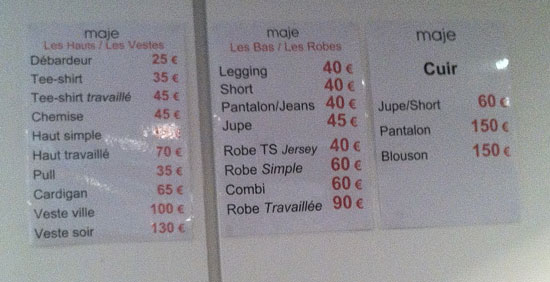 maje
Les Hauts / Les Vestes
Débardeur 25 €
Tee-shirt 35 €
Tee-shirt travaillé 45 €
Chemise 45 €
Haut simple
Haut travaillé 70 €
Pull 35 €
Cardigan 65 €
Veste ville 100 €
Veste soir 130 €
maje
Les Bas / Les Robes
Legging 40 €
Short 40 €
Pantalon/Jeans 40 €
Jupe 45 €
Robe TS Jersey 40 €
Robe Simple 60 €
Combi 60 €
Robe Travaillée 90 €
maje
Cuir
Jupe/Short 60 €
Pantalon 150 €
Blouson 150 €